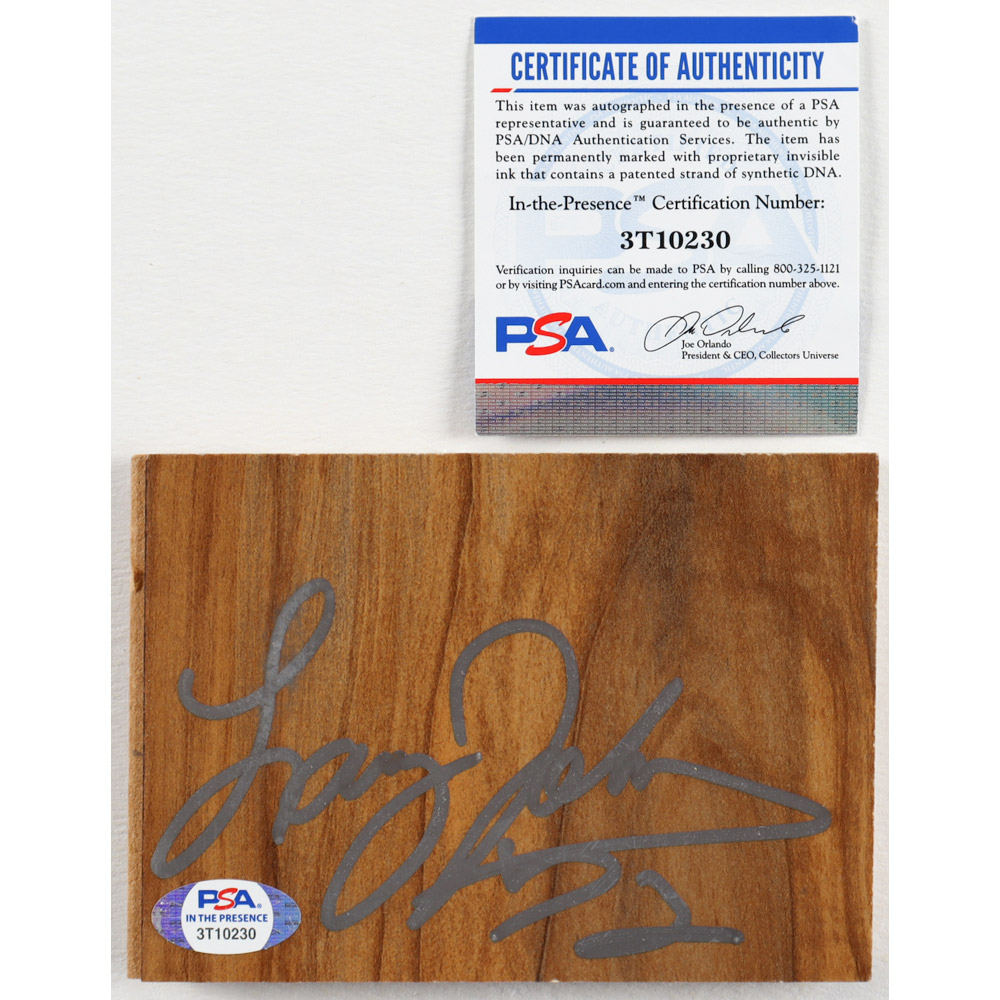 CERTIFICATE OF AUTHENTICITY
This item was autographed in the presence of a PSA
representative and is guaranteed to be authentic by
PSA/DNA Authentication Services. The item has
been permanently marked with proprietary invisible
ink that contains a patented strand of synthetic DNA.
In-the-Presence™ Certification Number:
3T10230
Verification inquiries can be made to PSA by calling 800-325-1121
or by visiting PSAcard.com and entering the certification number above.
PSA®
Joe Orlando
President & CEO, Collectors Universe
Larry Johnson
2
PSA®
IN THE PRESENCE
3T10230